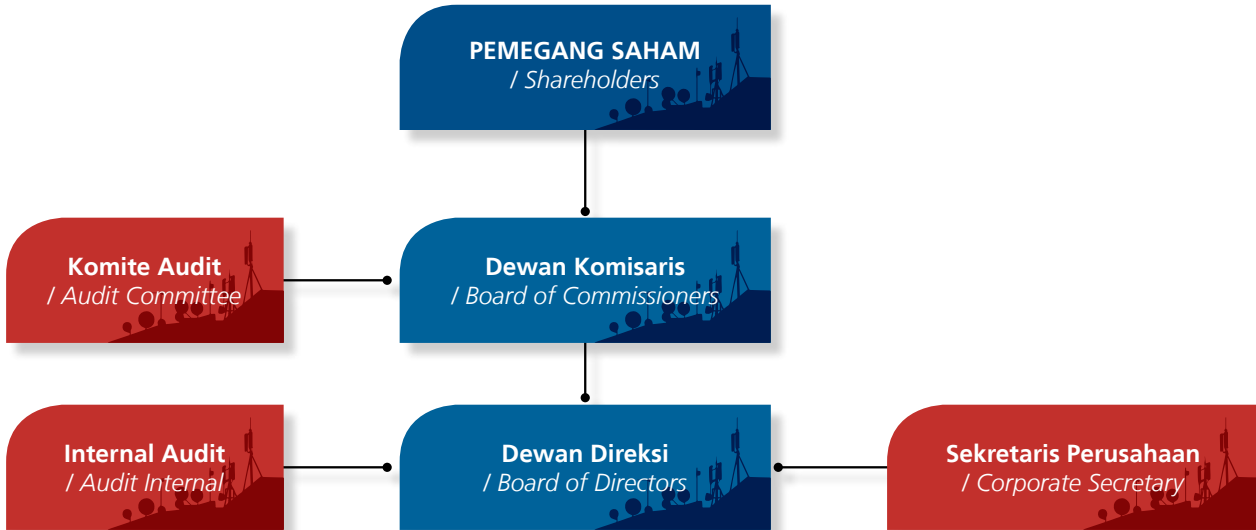 PEMEGANG SAHAM
/ Shareholders
Komite Audit
/ Audit Committee
Dewan Komisaris
/ Board of Commissioners
Internal Audit
/ Audit Internal
Dewan Direksi
/ Board of Directors
Sekretaris Perusahaan
/ Corporate Secretary